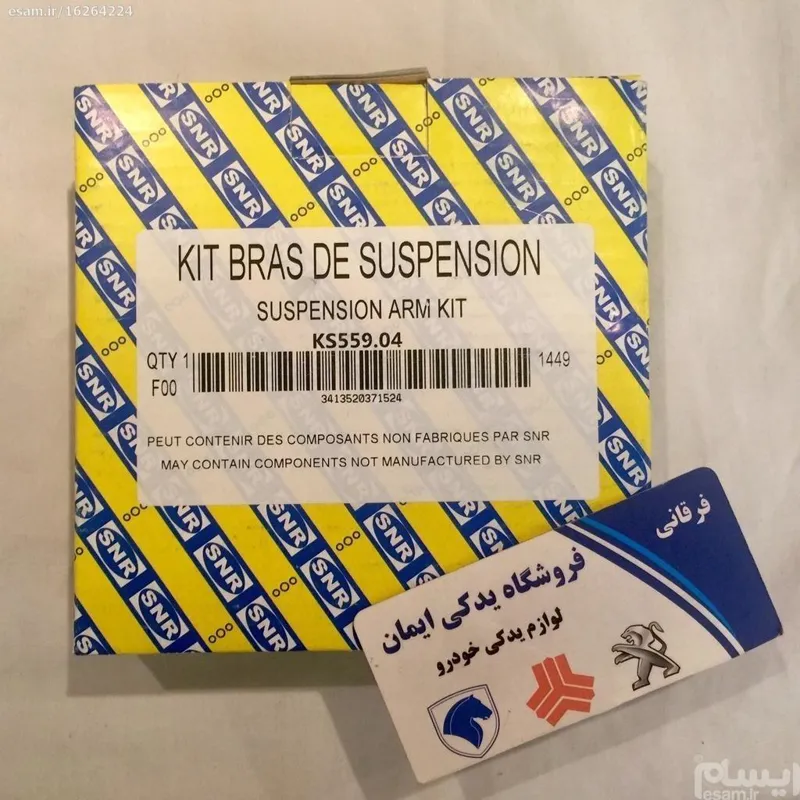 esam.ir/16264224
SNR
KIT BRAS DE SUSPENSION
SUSPENSION ARM KIT
KS559.04
QTY 1
1449
F00
3413520371524
PEUT CONTENIR DES COMPOSANTS NON FABRIQUES PAR SNR
MAY CONTAIN COMPONENTS NOT MANUFACTURED BY SNR
فرقانی
فروشگاه یدکی ایمان
لوازم یدکی خودرو
ایسام
esam.ir